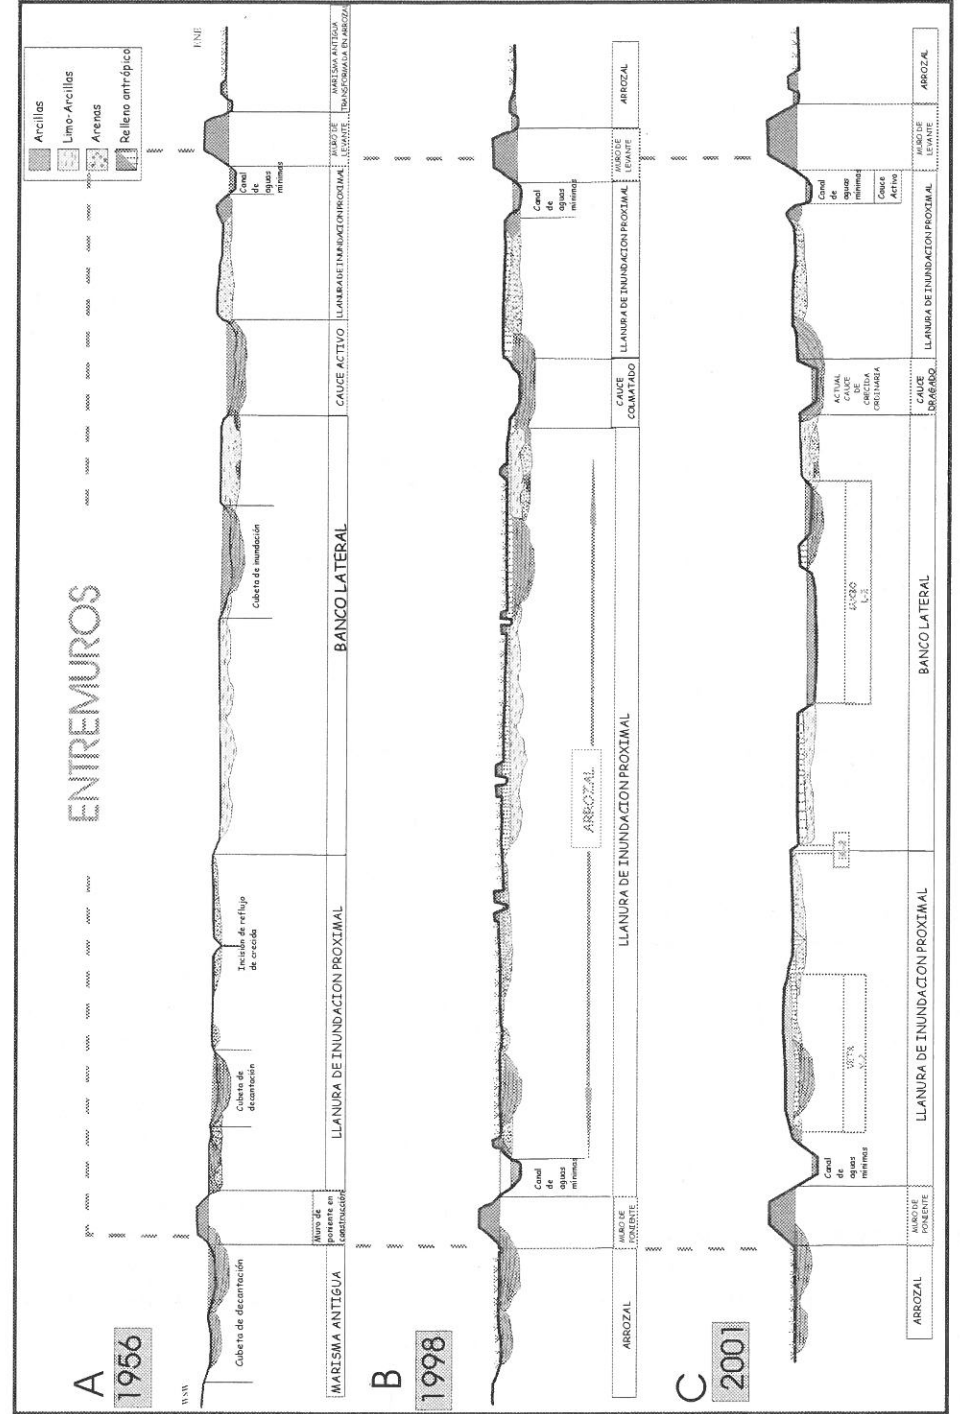 ENTREMUROS
Arcillas
Limo-Arcillas
Arenas
Relleno antrópico
A
1956
WSW
NNE
Cubeta de decantación
Cubeta de
decantación
Incisión de reflujo
de crecida
Cubeta de inundación
Canal
de
aguas
mínimas
MARISMA ANTIGUA
Muro de
poniente en
construcción
LLANURA DE INUNDACION PROXIMAL
BANCO LATERAL
CAUCE ACTIVO
LLANURA DE INUNDACION PROXIMAL
MURO DE
LEVANTE
MARISMA ANTIGUA
TRANSFORMADA EN ARROZAL
B
1998
Canal
de
aguas
mínimas
ARROZAL
Canal
de
aguas
mínimas
ARROZAL
MURO DE
PONIENTE
LLANURA DE INUNDACION PROXIMAL
CAUCE
COLMATADO
LLANURA DE INUNDACION PROXIMAL
MURO DE
LEVANTE
ARROZAL
C
2001
Canal
de
aguas
mínimas
VETA
V-2
LUCIO
ACTUAL
CAUCE
DE
CRECIDA
ORDINARIA
Canal
de
aguas
mínimas
Cauce
Activo
ARROZAL
MURO DE
PONIENTE
LLANURA DE INUNDACION PROXIMAL
BANCO LATERAL
CAUCE
DRAGADO
LLANURA DE INUNDACION PROXIMAL
MURO DE
LEVANTE
ARROZAL